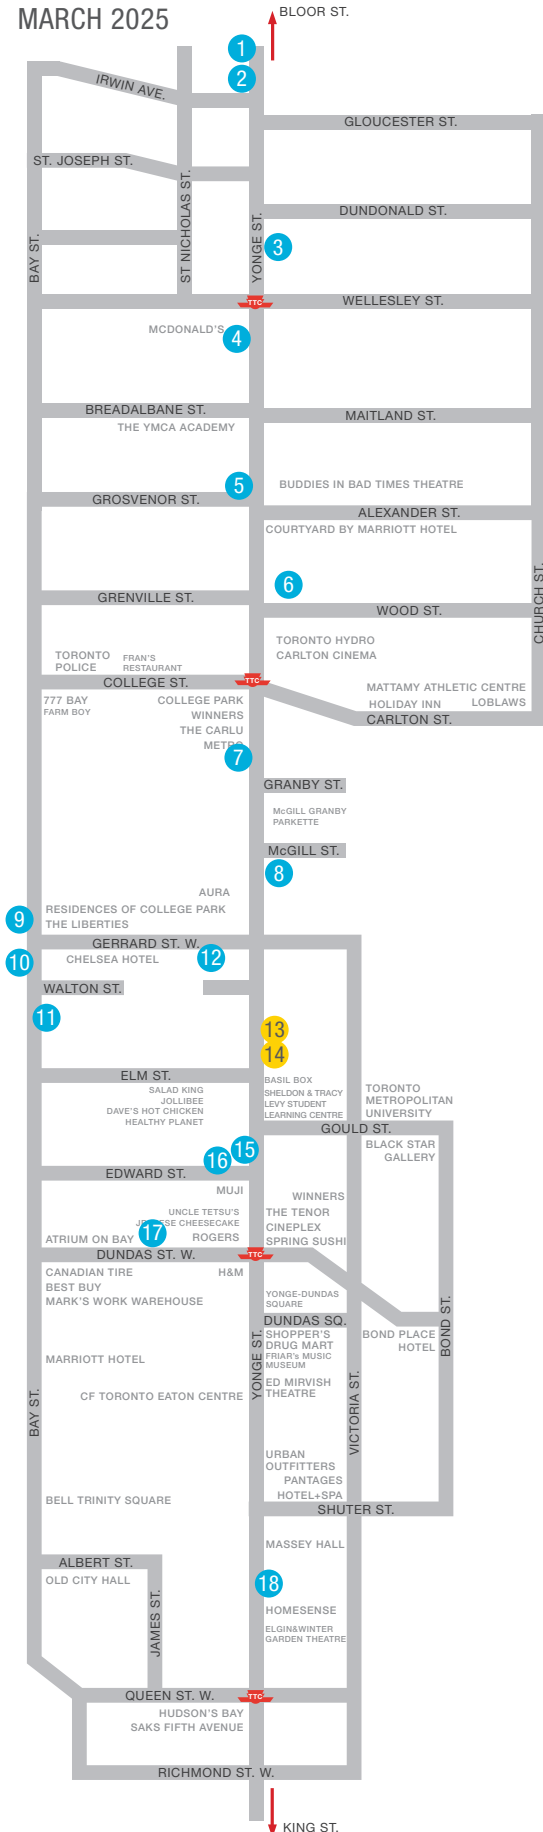 MARCH 2025
BLOOR ST.
1
2
IRWIN AVE.
GLOUCESTER ST.
ST. JOSEPH ST.
ST NICHOLAS ST.
DUNDONALD ST.
BAY ST.
YONGE ST.
3
TTC
WELLESLEY ST.
MCDONALD'S
4
BREADALBANE ST.
MAITLAND ST.
THE YMCA ACADEMY
5
BUDDIES IN BAD TIMES THEATRE
GROSVENOR ST.
ALEXANDER ST.
COURTYARD BY MARRIOTT HOTEL
6
CHURCH ST.
GRENVILLE ST.
WOOD ST.
TORONTO HYDRO
CARLTON CINEMA
TORONTO
POLICE
FRAN'S
RESTAURANT
TTC
COLLEGE ST.
MATTAMY ATHLETIC CENTRE
HOLIDAY INN
LOBLAWS
CARLTON ST.
777 BAY
FARM BOY
COLLEGE PARK
WINNERS
THE CARLU
METRO
7
GRANBY ST.
McGILL GRANBY
PARKETTE
McGILL ST.
8
AURA
9
RESIDENCES OF COLLEGE PARK
THE LIBERTIES
GERRARD ST. W.
10
CHELSEA HOTEL
12
WALTON ST.
11
13
14
ELM ST.
BASIL BOX
SHELDON & TRACY
LEVY STUDENT
LEARNING CENTRE
SALAD KING
JOLLIBEE
DAVE'S HOT CHICKEN
HEALTHY PLANET
TORONTO
METROPOLITAN
UNIVERSITY
GOULD ST.
BLACK STAR
GALLERY
15
16
EDWARD ST.
MUJI
WINNERS
UNCLE TETSU'S
CHEESECAKE
17
ATRIUM ON BAY
ROGERS
THE TENOR
CINEPLEX
SPRING SUSHI
DUNDAS ST. W.
TTC
CANADIAN TIRE
BEST BUY
MARK'S WORK WAREHOUSE
H&M
YONGE-DUNDAS
SQUARE
DUNDAS SQ.
BOND ST.
SHOPPER'S
DRUG MART
FRIAR's MUSIC
MUSEUM
BOND PLACE
HOTEL
YONGE ST.
MARRIOTT HOTEL
ED MIRVISH
THEATRE
CF TORONTO EATON CENTRE
BAY ST.
VICTORIA ST.
URBAN
OUTFITTERS
PANTAGES
HOTEL+SPA
BELL TRINITY SQUARE
SHUTER ST.
MASSEY HALL
ALBERT ST.
OLD CITY HALL
18
JAMES ST.
HOMESENSE
ELGIN&WINTER
GARDEN THEATRE
QUEEN ST. W.
TTC
HUDSON'S BAY
SAKS FIFTH AVENUE
RICHMOND ST. W.
KING ST.